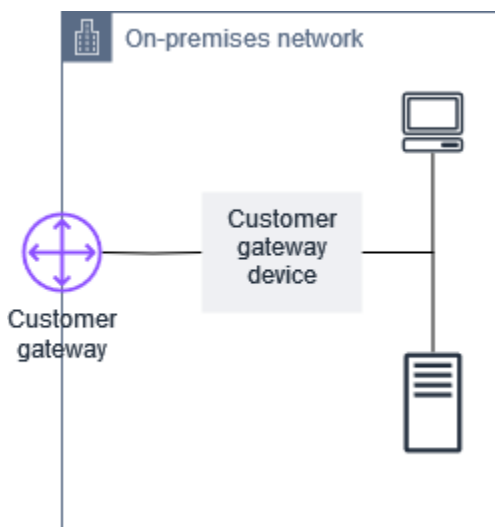 On-premises network
Customer
gateway
device
Customer
gateway